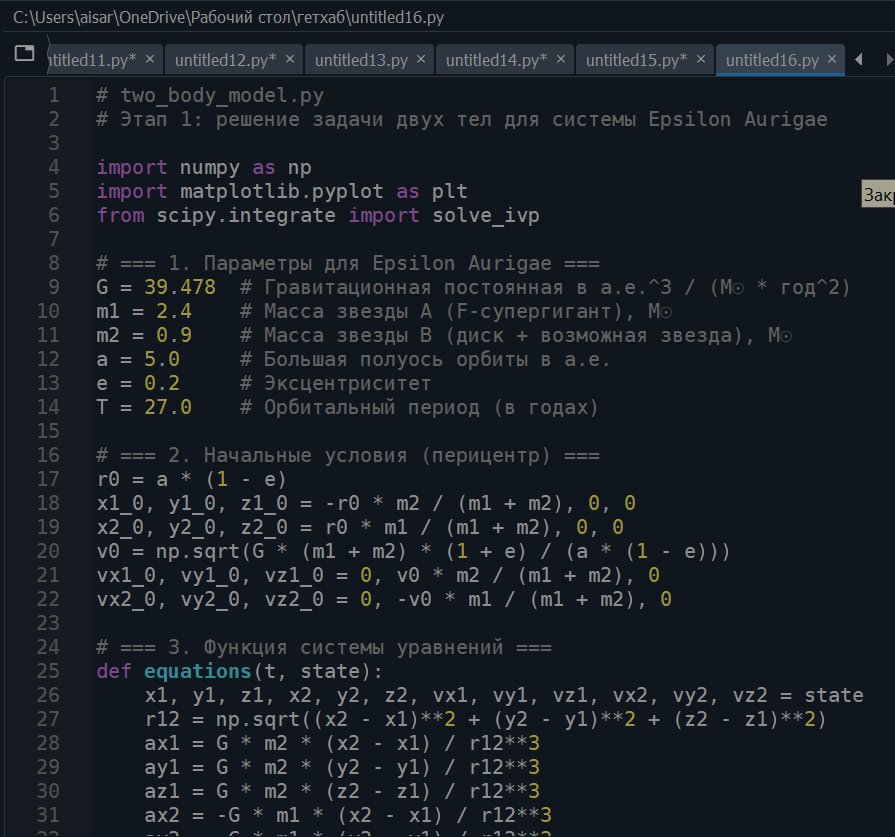 C:\Users\aisar\OneDrive\Рабочий стол\гетхаб\untitled16.py
ntitled11.py* × untitled12.py* × untitled13.py × untitled14.py* × untitled15.py* × untitled16.py ×
1 # two_body_model.py
2 # Этап 1: решение задачи двух тел для системы Epsilon Aurigae
3
4 import numpy as np
5 import matplotlib.pyplot as plt
Зак
6 from scipy.integrate import solve_ivp
7
8 # === 1. Параметры для Epsilon Aurigae ===
9 G = 39.478  # Гравитационная постоянная в а.е.^3 / (M☉ * год^2)
10 m1 = 2.4    # Масса звезды A (F-супергигант), M☉
11 m2 = 0.9    # Масса звезды B (диск + возможная звезда), M☉
12 a = 5.0     # Большая полуось орбиты в а.е.
13 e = 0.2     # Эксцентриситет
14 T = 27.0    # Орбитальный период (в годах)
15
16 # === 2. Начальные условия (перицентр) ===
17 r0 = a * (1 - e)
18 x1_0, y1_0, z1_0 = -r0 * m2 / (m1 + m2), 0, 0
19 x2_0, y2_0, z2_0 = r0 * m1 / (m1 + m2), 0, 0
20 v0 = np.sqrt(G * (m1 + m2) * (1 + e) / (a * (1 - e)))
21 vx1_0, vy1_0, vz1_0 = 0, v0 * m2 / (m1 + m2), 0
22 vx2_0, vy2_0, vz2_0 = 0, -v0 * m1 / (m1 + m2), 0
23
24 # === 3. Функция системы уравнений ===
25 def equations(t, state):
26     x1, y1, z1, x2, y2, z2, vx1, vy1, vz1, vx2, vy2, vz2 = state
27     r12 = np.sqrt((x2 - x1)**2 + (y2 - y1)**2 + (z2 - z1)**2)
28     ax1 = G * m2 * (x2 - x1) / r12**3
29     ay1 = G * m2 * (y2 - y1) / r12**3
30     az1 = G * m2 * (z2 - z1) / r12**3
31     ax2 = -G * m1 * (x2 - x1) / r12**3